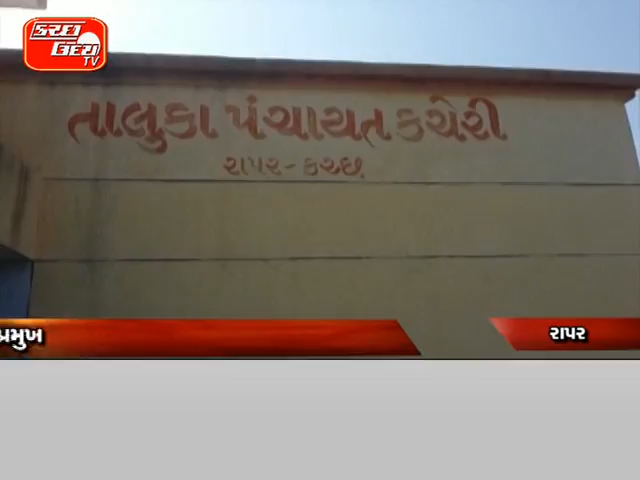 કચ્છ
ઉદય
TV
તાલુકા પંચાયત કચેરી
રાપર - કચ્છ
પ્રમુખ
રાપર